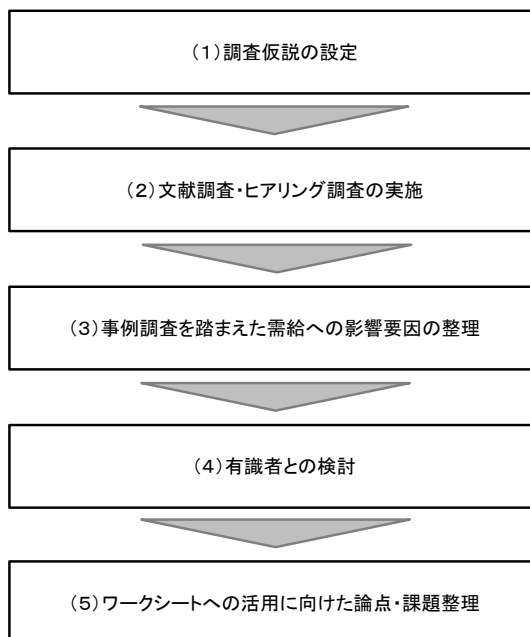 (1)調査仮説の設定
(2)文献調査・ヒアリング調査の実施
(3)事例調査を踏まえた需給への影響要因の整理
(4)有識者との検討
(5)ワークシートへの活用に向けた論点・課題整理